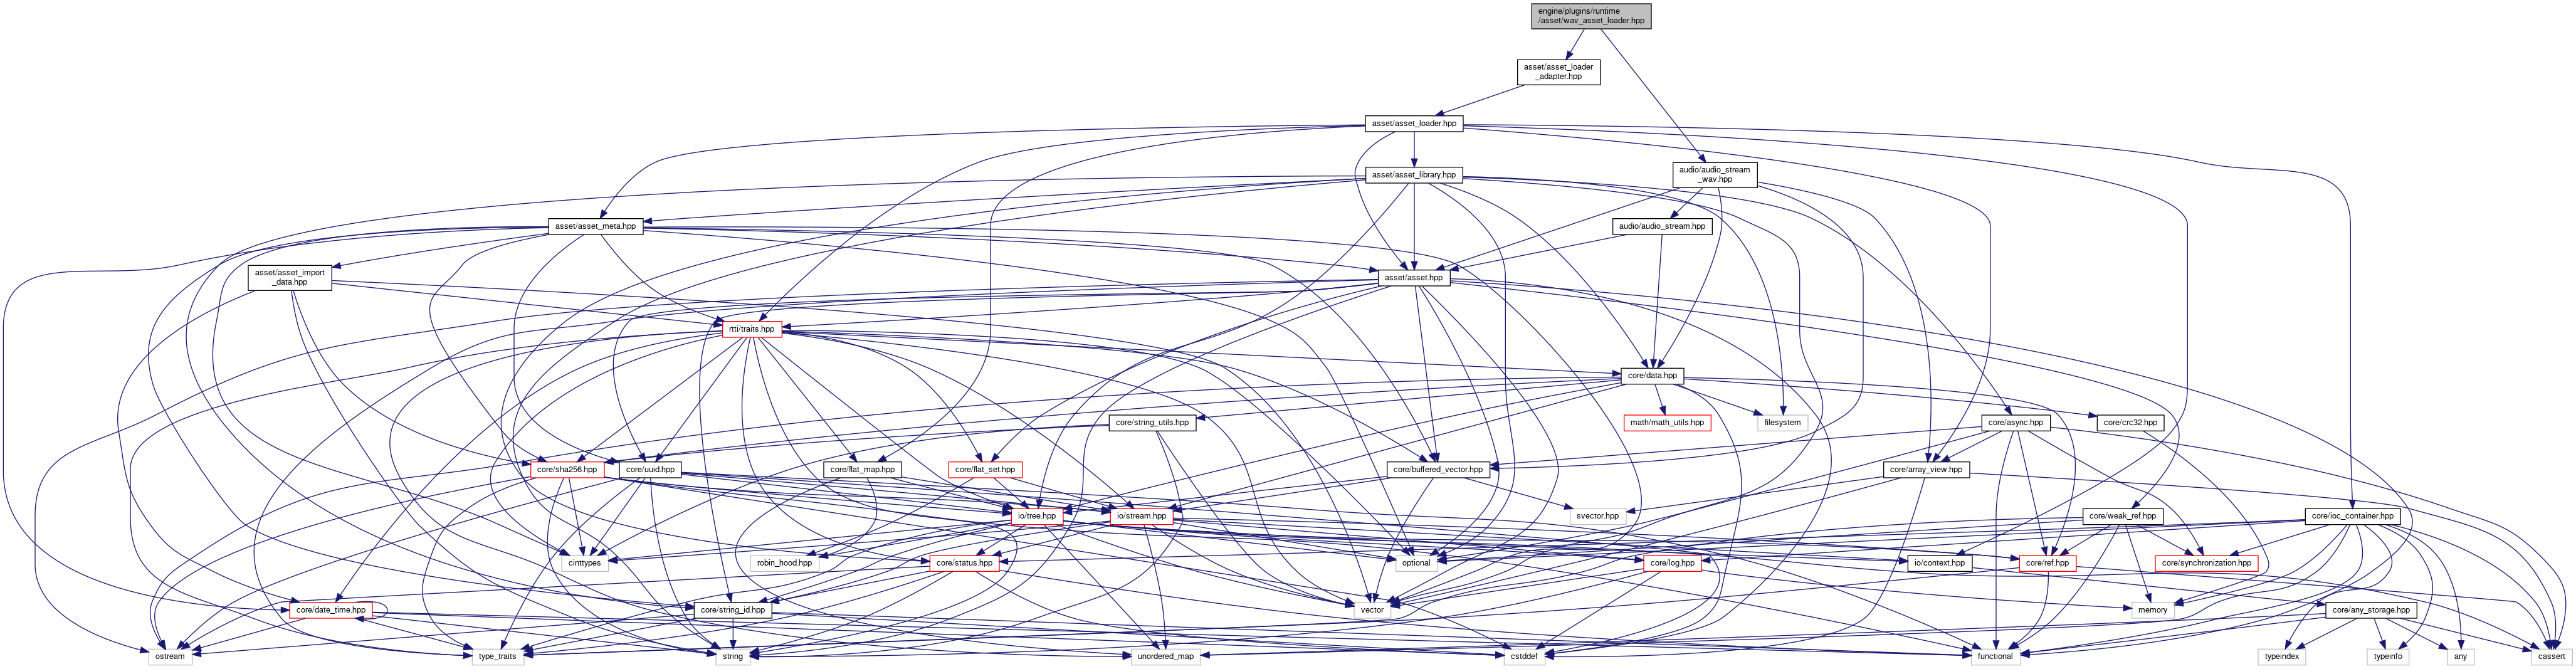 engine/plugins/runtime
/asset/wav_asset_loader.hpp
asset/asset_loader
_adapter.hpp
asset/asset_loader.hpp
asset/asset_library.hpp
audio/audio_stream
_wav.hpp
asset/asset_meta.hpp
audio/audio_stream.hpp
asset/asset_import
_data.hpp
asset/asset.hpp
rtti/traits.hpp
core/data.hpp
core/string_utils.hpp
math/math_utils.hpp
filesystem
core/async.hpp
core/crc32.hpp
core/sha256.hpp
core/uuid.hpp
core/flat_map.hpp
core/flat_set.hpp
core/buffered_vector.hpp
core/array_view.hpp
io/tree.hpp
io/stream.hpp
svector.hpp
core/weak_ref.hpp
core/ioc_container.hpp
cinttypes
robin_hood.hpp
core/status.hpp
optional
core/log.hpp
io/context.hpp
core/ref.hpp
core/synchronization.hpp
core/date_time.hpp
core/string_id.hpp
vector
memory
core/any_storage.hpp
ostream
type_traits
string
unordered_map
cstddef
functional
typeindex
typeinfo
any
cassert